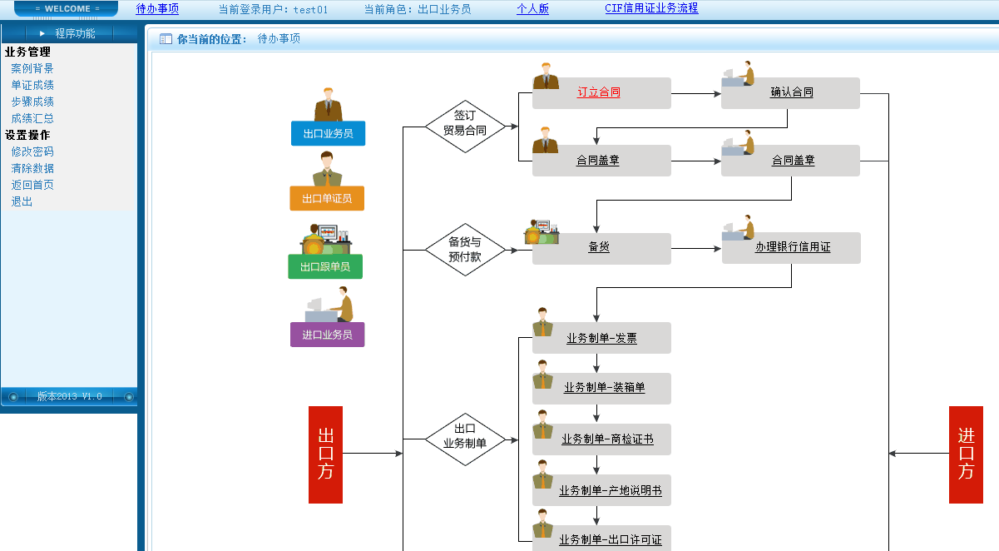 = WELCOME =
待办事项
当前登录用户：test01
当前角色：出口业务员
个人版
CIF信用证业务流程
程序功能
业务管理
案例背景
单证成绩
步骤成绩
成绩汇总
设置操作
修改密码
清除数据
返回首页
退出
版本2013 V1.0
你当前的位置： 待办事项
出口业务员
出口单证员
出口跟单员
进口业务员
签订
贸易合同
订立合同
确认合同
合同盖章
合同盖章
备货与
预付款
备货
办理银行信用证
出口
业务制单
业务制单-发票
业务制单-装箱单
业务制单-商检证书
业务制单-产地说明书
业务制单-出口许可证
出口方
进口方